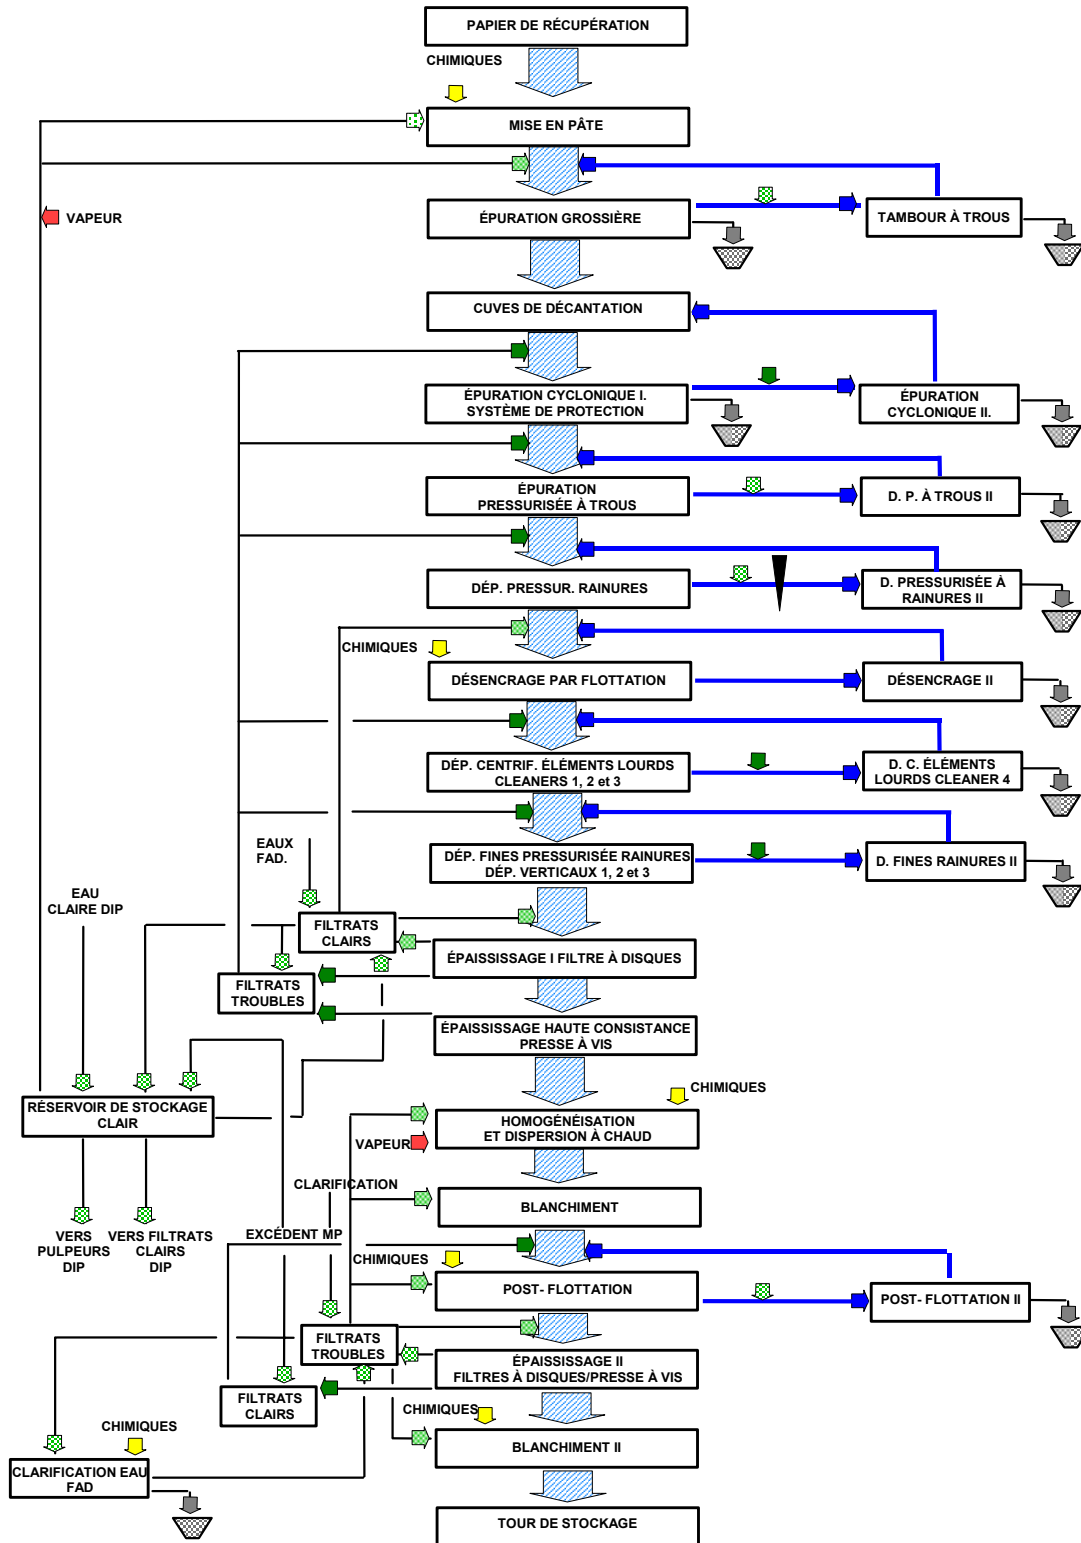 PAPIER DE RÉCUPÉRATION
CHIMIQUES
MISE EN PÂTE
VAPEUR
ÉPURATION GROSSIÈRE
TAMBOUR À TROUS
CUVES DE DÉCANTATION
ÉPURATION CYCLONIQUE I.
SYSTÈME DE PROTECTION
ÉPURATION
CYCLONIQUE II.
ÉPURATION
PRESSURISÉE À TROUS
D. P. À TROUS II
DÉP. PRESSUR. RAINURES
D. PRESSURISÉE À
RAINURES II
CHIMIQUES
DÉSENCRAGE PAR FLOTTATION
DÉSENCRAGE II
DÉP. CENTRIF. ÉLÉMENTS LOURDS
CLEANERS 1, 2 et 3
D. C. ÉLÉMENTS
LOURDS CLEANER 4
EAUX
FAD.
DÉP. FINES PRESSURISÉE RAINURES
DÉP. VERTICAUX 1, 2 et 3
D. FINES RAINURES II
EAU
CLAIRE DIP
FILTRATS
CLAIRS
ÉPAISSISSAGE I FILTRE À DISQUES
FILTRATS
TROUBLES
ÉPAISSISSAGE HAUTE CONSISTANCE
PRESSE À VIS
RÉSERVOIR DE STOCKAGE
CLAIR
CHIMIQUES
HOMOGÉNÉISATION
ET DISPERSION À CHAUD
VAPEUR
CLARIFICATION
BLANCHIMENT
VERS
PULPEURS
DIP
VERS FILTRATS
CLAIRS
DIP
EXCÉDENT MP
CHIMIQUES
POST- FLOTTATION
POST- FLOTTATION II
FILTRATS
TROUBLES
ÉPAISSISSAGE II
FILTRES À DISQUES/PRESSE À VIS
FILTRATS
CLAIRS
CHIMIQUES
CHIMIQUES
BLANCHIMENT II
CLARIFICATION EAU
FAD
TOUR DE STOCKAGE